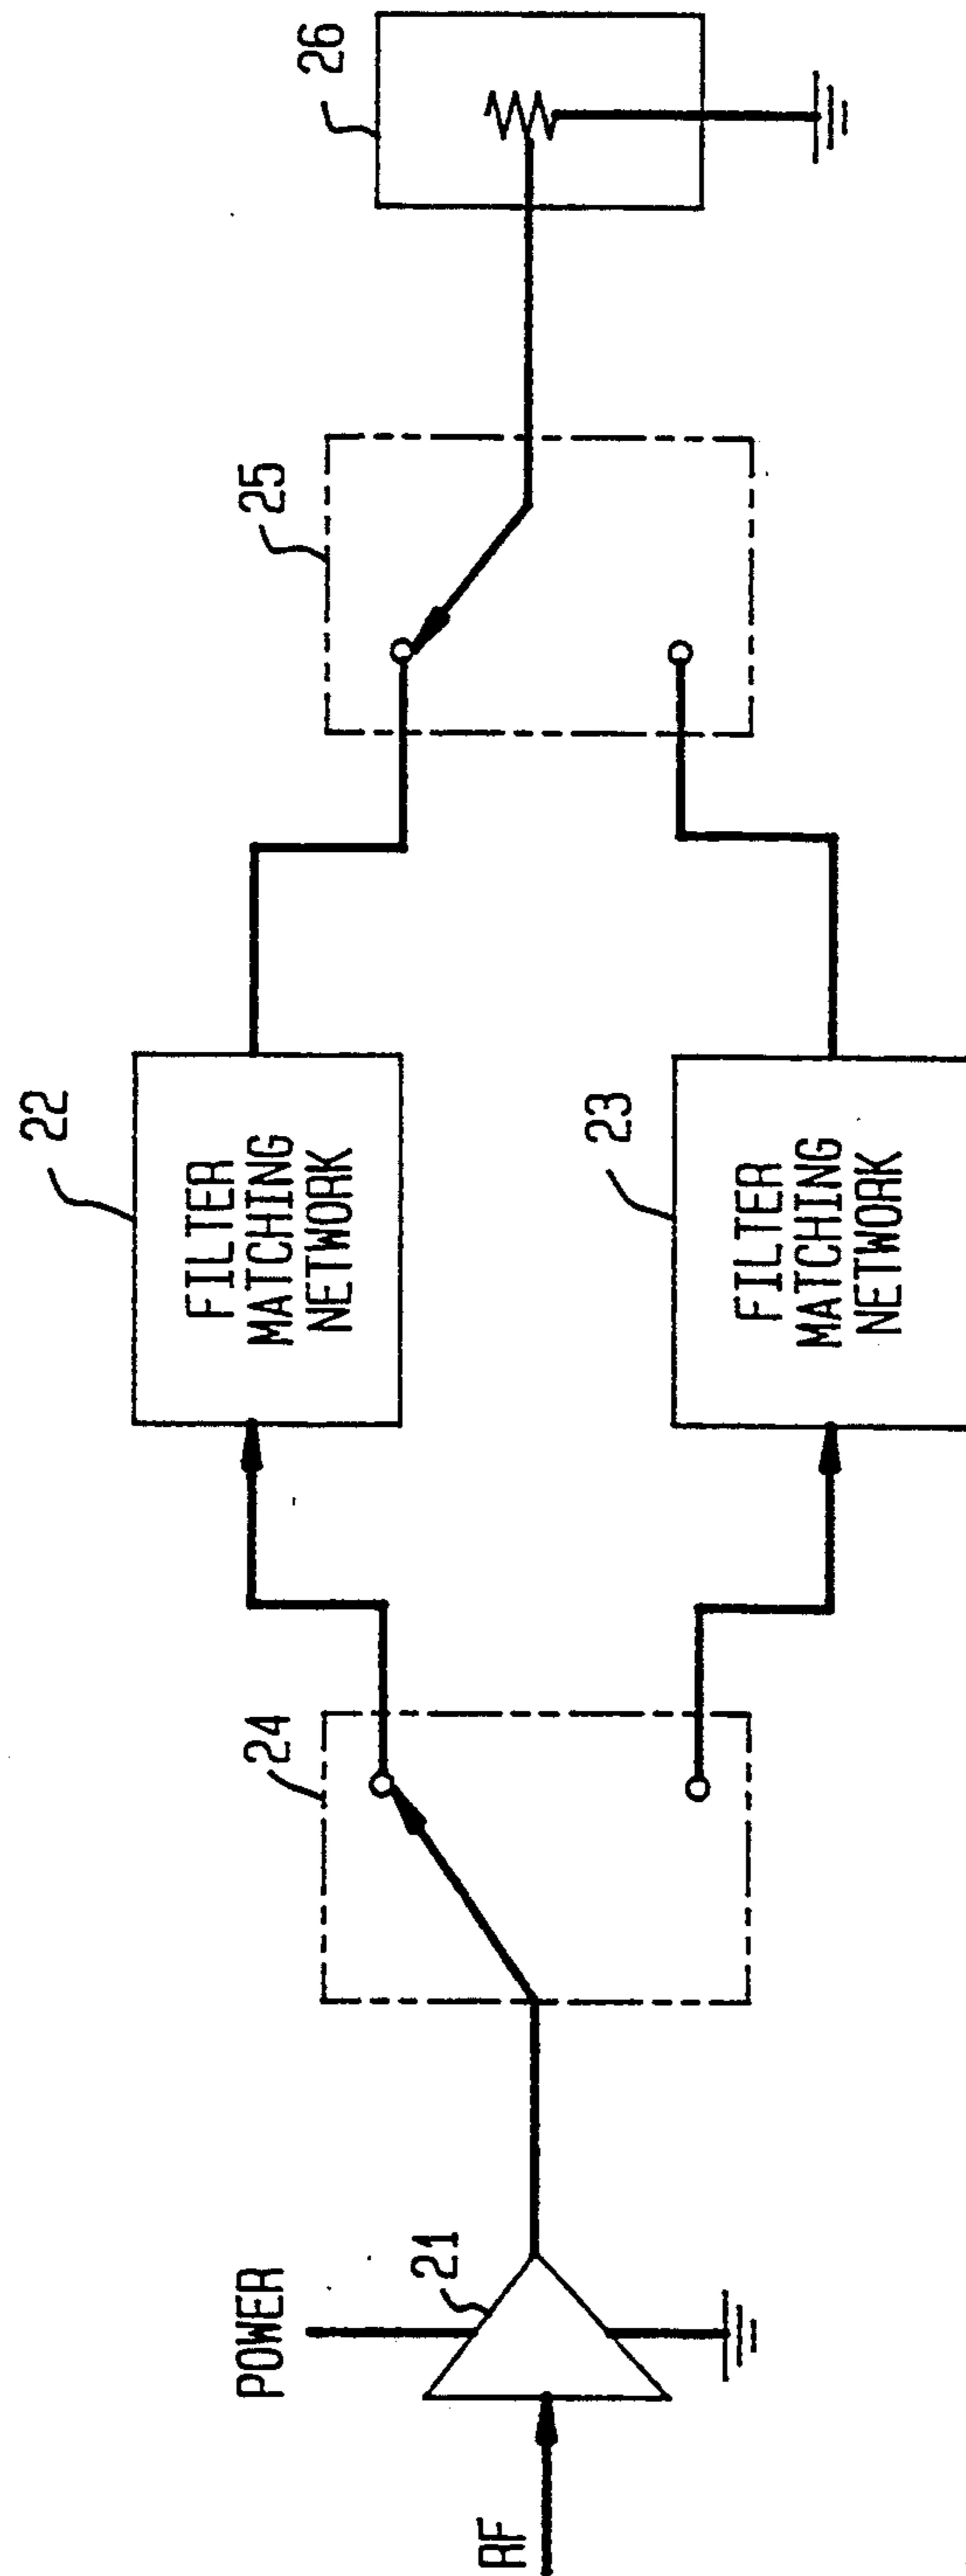 RF
POWER
21
24
22
FILTER
MATCHING
NETWORK
23
FILTER
MATCHING
NETWORK
25
26